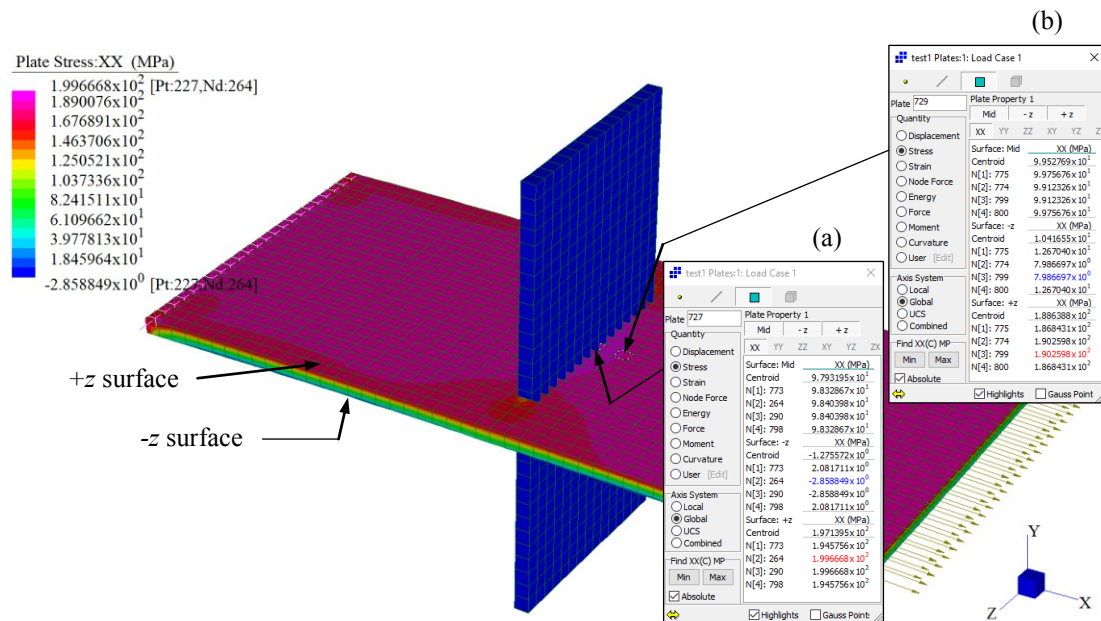 (b)
Plate Stress:XX (MPa)
1.996668x10² [Pt:227,Nd:264]
1.890076x10²
1.676891x10²
1.463706x10²
1.250521x10²
1.037336x10²
8.241511x10¹
6.109662x10¹
3.977813x10¹
1.845964x10¹
-2.858849x10⁰ [Pt:227,Nd:264]
+z surface
-z surface
(a)
test1 Plates:1: Load Case 1
Plate 727
Plate Property 1
Mid -z +z
XX YY ZZ XY YZ ZX
Quantity
Displacement
Stress
Strain
Node Force
Energy
Force
Moment
Curvature
User [Edit]
Axis System
Local
Global
UCS
Combined
Find XX(C) MP
Min Max
Absolute
Surface: Mid XX (MPa)
Centroid 9.793195x10¹
N[1]: 773 9.832867x10¹
N[2]: 264 9.840398x10¹
N[3]: 290 9.840398x10¹
N[4]: 798 9.832867x10¹
Surface: -z XX (MPa)
Centroid -1.275572x10⁰
N[1]: 773 2.081711x10⁰
N[2]: 264 -2.858849x10⁰
N[3]: 290 -2.858849x10⁰
N[4]: 798 2.081711x10⁰
Surface: +z XX (MPa)
Centroid 1.971395x10²
N[1]: 773 1.945756x10²
N[2]: 264 1.996668x10²
N[3]: 290 1.996668x10²
N[4]: 798 1.945756x10²
Highlights Gauss Point
test1 Plates:1: Load Case 1
Plate 729
Plate Property 1
Mid -z +z
XX YY ZZ XY YZ Z
Quantity
Displacement
Stress
Strain
Node Force
Energy
Force
Moment
Curvature
User [Edit]
Axis System
Local
Global
UCS
Combined
Find XX(C) MP
Min Max
Absolute
Surface: Mid XX (MPa)
Centroid 9.952769x10¹
N[1]: 775 9.975676x10¹
N[2]: 774 9.912326x10¹
N[3]: 799 9.912326x10¹
N[4]: 800 9.975676x10¹
Surface: -z XX (MPa)
Centroid 1.041655x10¹
N[1]: 775 1.267040x10¹
N[2]: 774 7.986697x10⁰
N[3]: 799 7.986697x10⁰
N[4]: 800 1.267040x10¹
Surface: +z XX (MPa)
Centroid 1.886388x10²
N[1]: 775 1.868431x10²
N[2]: 774 1.902598x10²
N[3]: 799 1.902598x10²
N[4]: 800 1.868431x10²
Highlights Gauss Point
Y
Z X